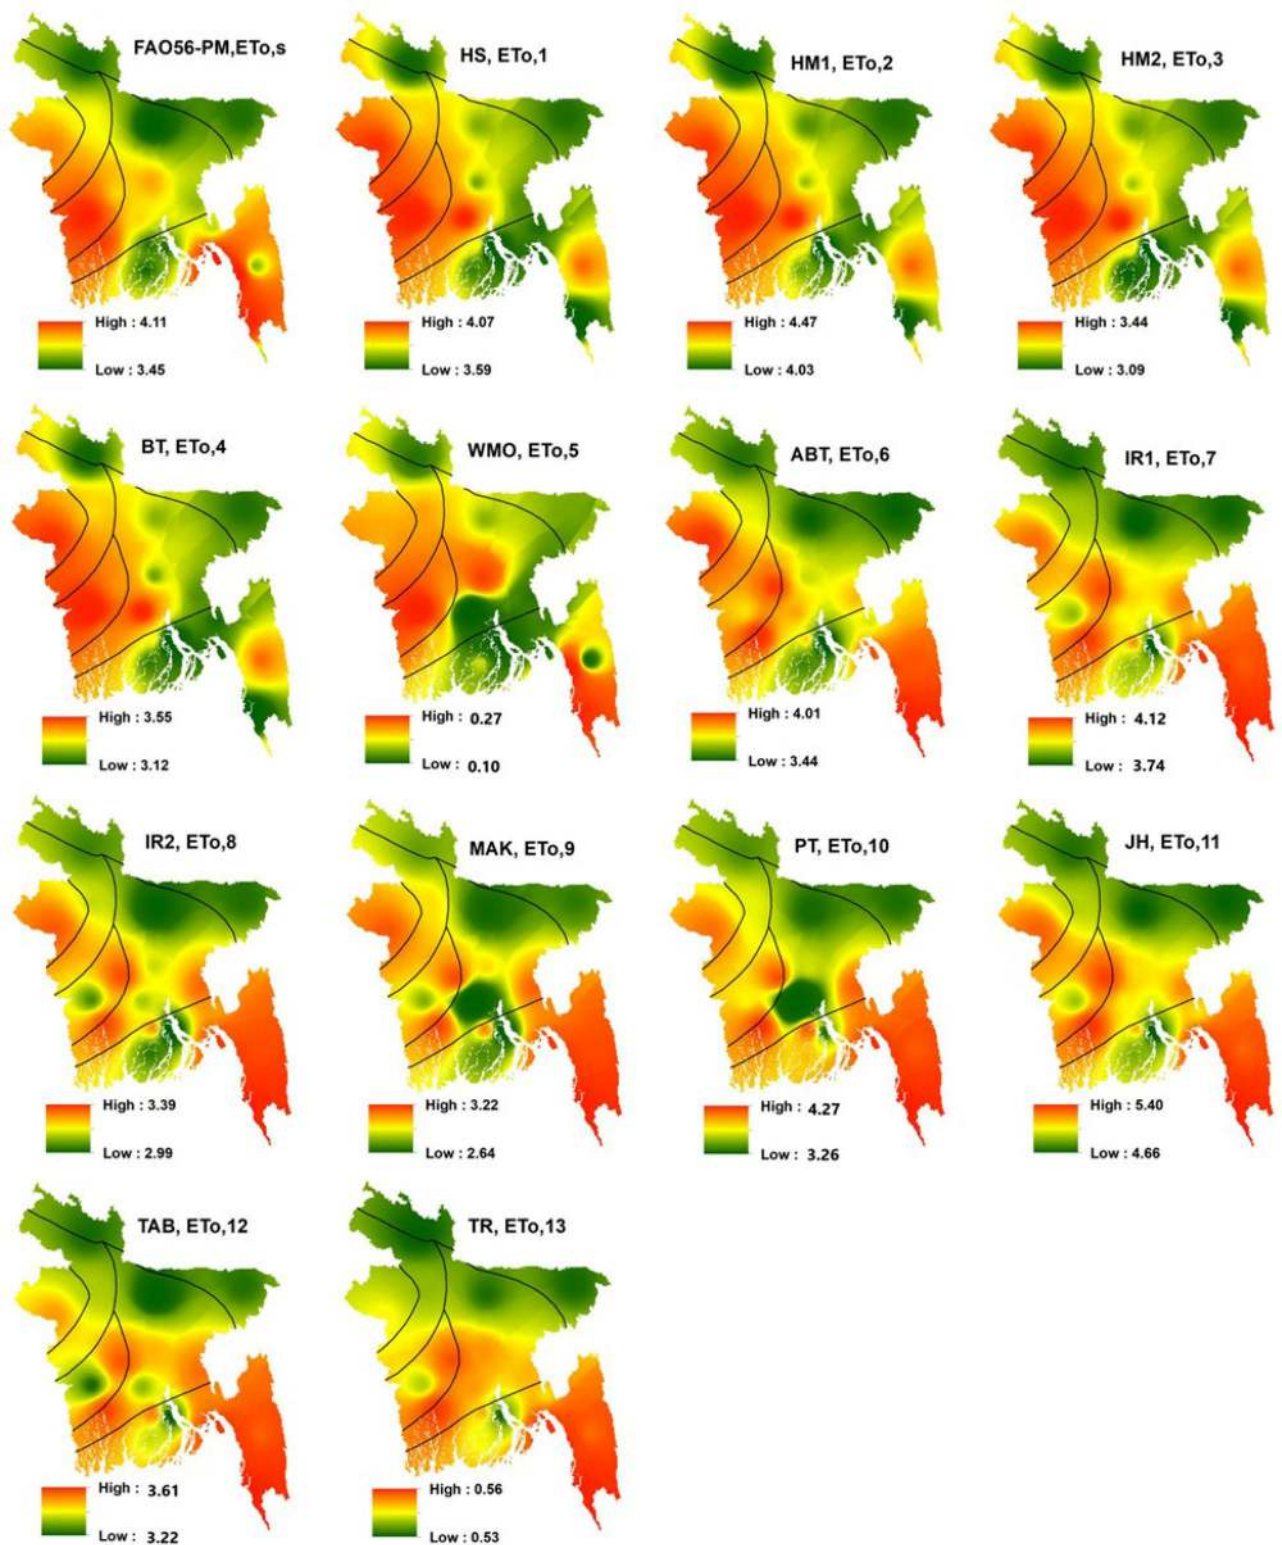 FAO56-PM,ETo,s
High : 4.11
Low : 3.45
HS, ETo,1
High : 4.07
Low : 3.59
HM1, ETo,2
High : 4.47
Low : 4.03
HM2, ETo,3
High : 3.44
Low : 3.09
BT, ETo,4
High : 3.55
Low : 3.12
WMO, ETo,5
High : 0.27
Low : 0.10
ABT, ETo,6
High : 4.01
Low : 3.44
IR1, ETo,7
High : 4.12
Low : 3.74
IR2, ETo,8
High : 3.39
Low : 2.99
MAK, ETo,9
High : 3.22
Low : 2.64
PT, ETo,10
High : 4.27
Low : 3.26
JH, ETo,11
High : 5.40
Low : 4.66
TAB, ETo,12
High : 3.61
Low : 3.22
TR, ETo,13
High : 0.56
Low : 0.53